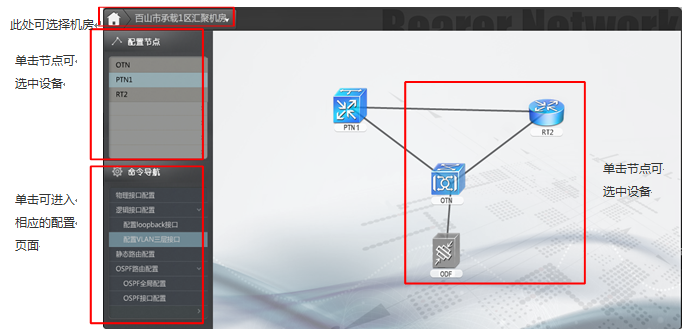 此处可选择机房
百山市承载1区汇聚机房
Bearer Network
单击节点可
选中设备
配置节点
OTN
PTN1
RT2
PTN1
RT2
OTN
ODF
单击节点可
选中设备
单击可进入
相应的配置
页面
命令导航
物理接口配置
逻辑接口配置
配置loopback接口
配置VLAN三层接口
静态路由配置
OSPF路由配置
OSPF全局配置
OSPF接口配置